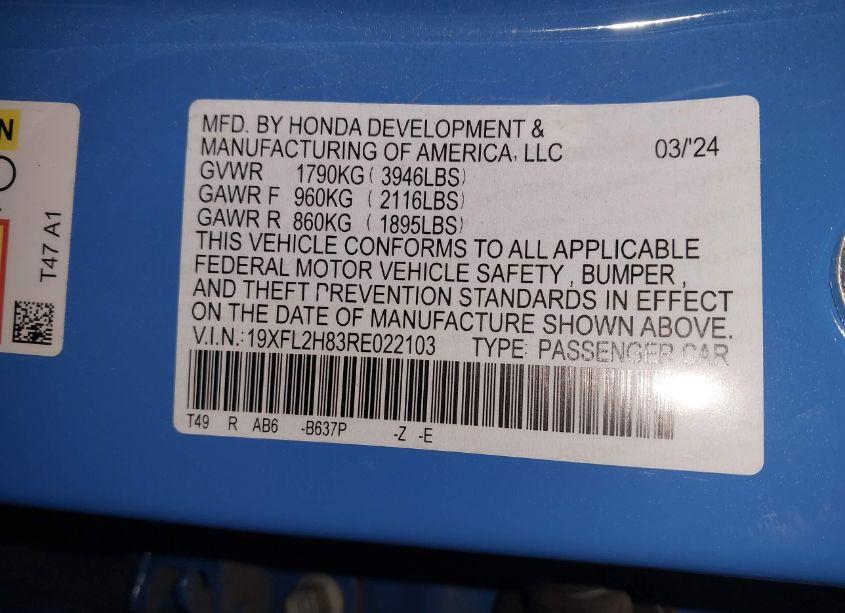 MFD. BY HONDA DEVELOPMENT &
MANUFACTURING OF AMERICA, LLC 03/'24
GVWR 1790KG ( 3946LBS)
GAWR F 960KG ( 2116LBS)
GAWR R 860KG ( 1895LBS)
THIS VEHICLE CONFORMS TO ALL APPLICABLE
FEDERAL MOTOR VEHICLE SAFETY , BUMPER ,
AND THEFT PREVENTION STANDARDS IN EFFECT
ON THE DATE OF MANUFACTURE SHOWN ABOVE.
V.I.N.: 19XFL2H83RE022103 TYPE: PASSENGER CAR
T49 R AB6 -B637P -Z -E
T47 A1